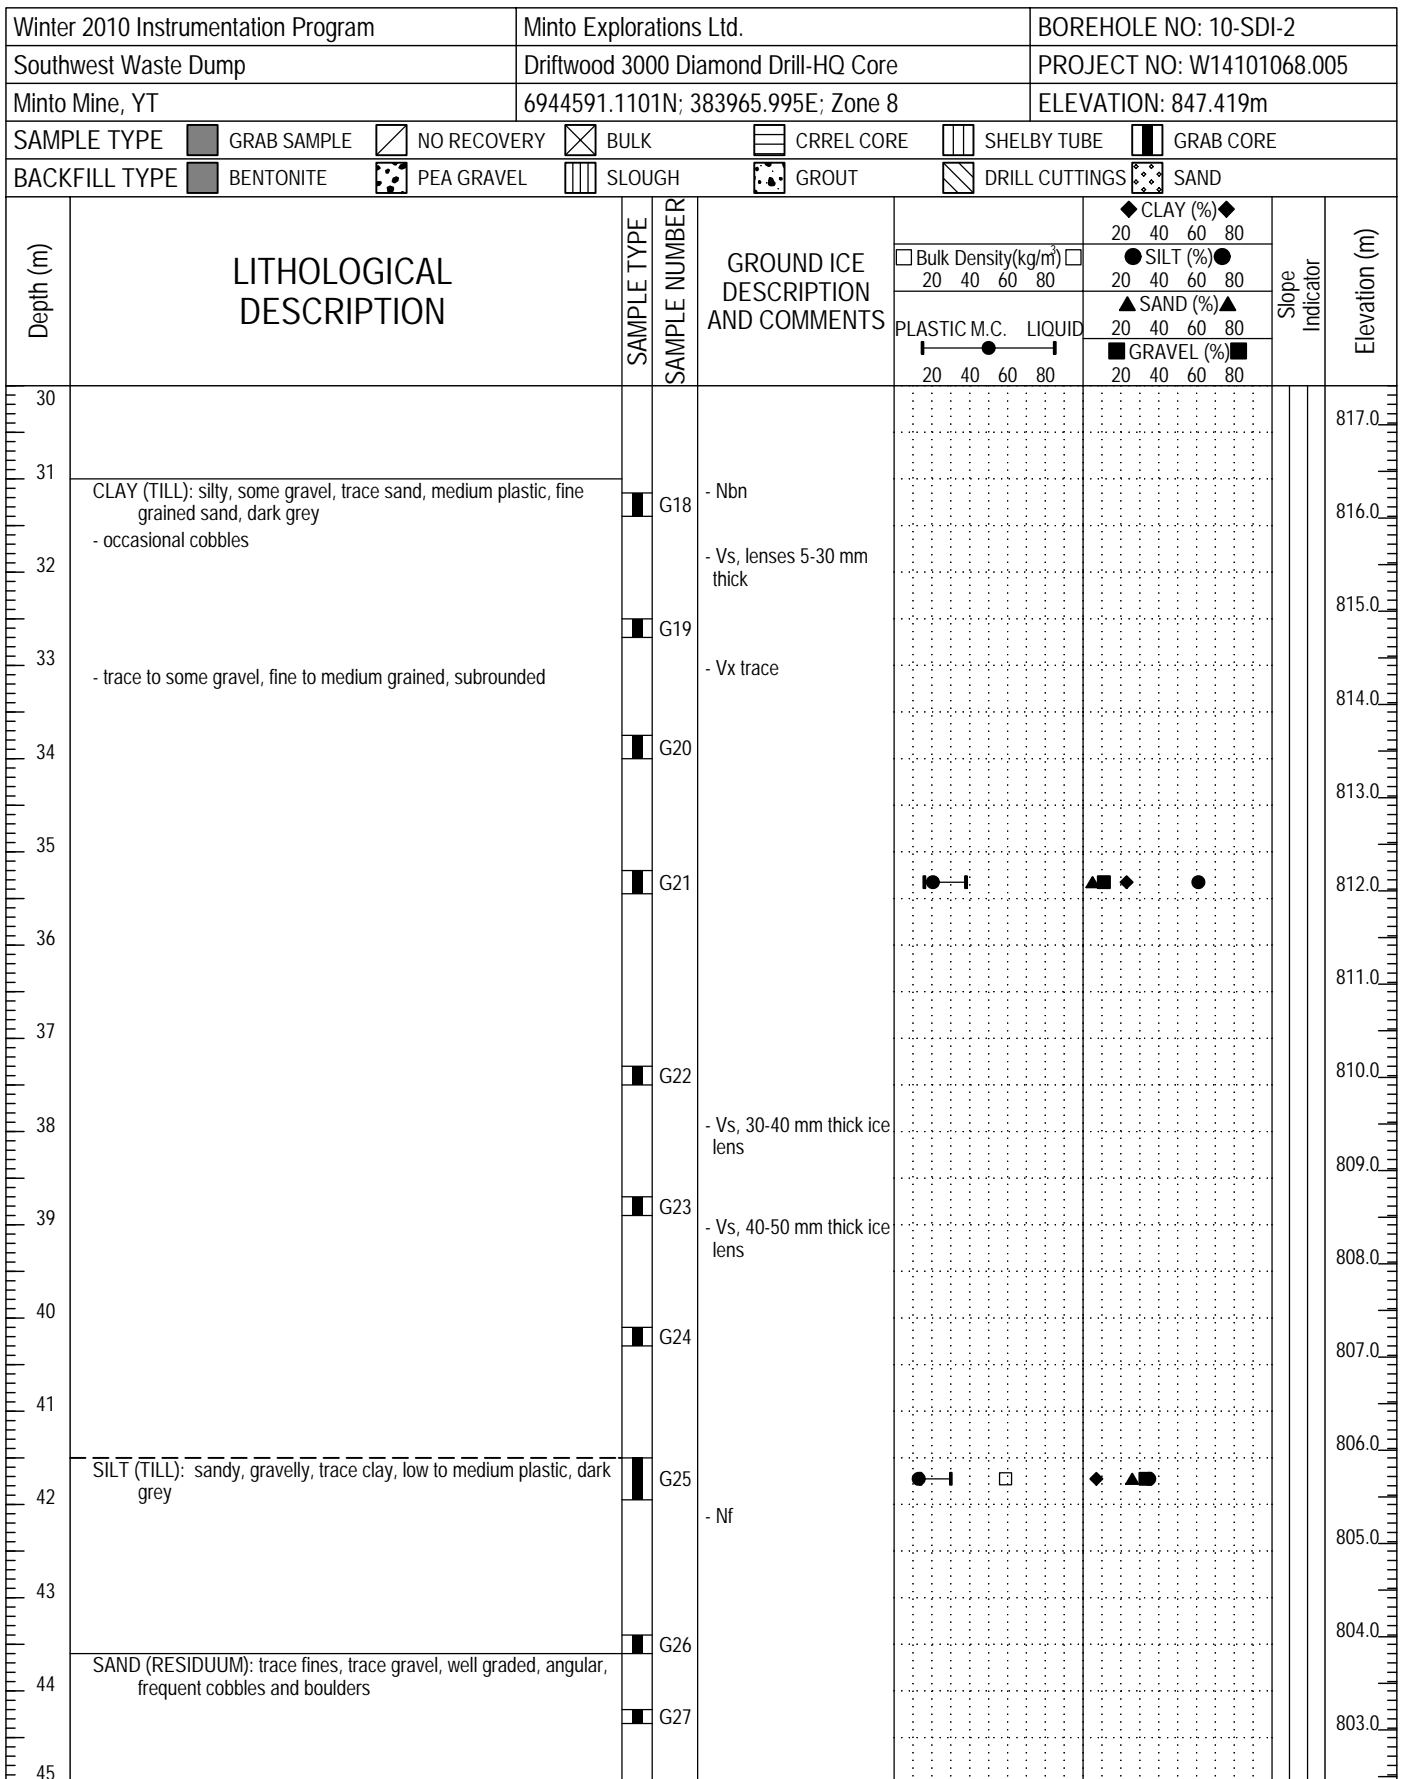 Winter 2010 Instrumentation Program
Minto Explorations Ltd.
BOREHOLE NO: 10-SDI-2
Southwest Waste Dump
Driftwood 3000 Diamond Drill-HQ Core
PROJECT NO: W14101068.005
Minto Mine, YT
6944591.1101N; 383965.995E; Zone 8
ELEVATION: 847.419m
SAMPLE TYPE GRAB SAMPLE NO RECOVERY BULK CRREL CORE SHELBY TUBE GRAB CORE
BACKFILL TYPE BENTONITE PEA GRAVEL SLOUGH GROUT DRILL CUTTINGS SAND
Depth (m)
LITHOLOGICAL
DESCRIPTION
SAMPLE TYPE
SAMPLE NUMBER
GROUND ICE
DESCRIPTION
AND COMMENTS
□ Bulk Density(kg/m³) □
20 40 60 80
PLASTIC M.C. LIQUID
20 40 60 80
◆ CLAY (%) ◆
20 40 60 80
● SILT (%) ●
20 40 60 80
▲ SAND (%) ▲
20 40 60 80
■ GRAVEL (%) ■
20 40 60 80
Slope
Indicator
Elevation (m)
30
817.0
31
CLAY (TILL): silty, some gravel, trace sand, medium plastic, fine
grained sand, dark grey
G18
- Nbn
816.0
- occasional cobbles
- Vs, lenses 5-30 mm
thick
32
815.0
G19
33
- trace to some gravel, fine to medium grained, subrounded
- Vx trace
814.0
34
G20
813.0
35
G21
812.0
36
811.0
37
G22
810.0
38
- Vs, 30-40 mm thick ice
lens
809.0
G23
39
- Vs, 40-50 mm thick ice
lens
808.0
40
G24
807.0
41
806.0
SILT (TILL): sandy, gravelly, trace clay, low to medium plastic, dark
grey
G25
42
- Nf
805.0
43
804.0
G26
SAND (RESIDUUM): trace fines, trace gravel, well graded, angular,
frequent cobbles and boulders
44
G27
803.0
45